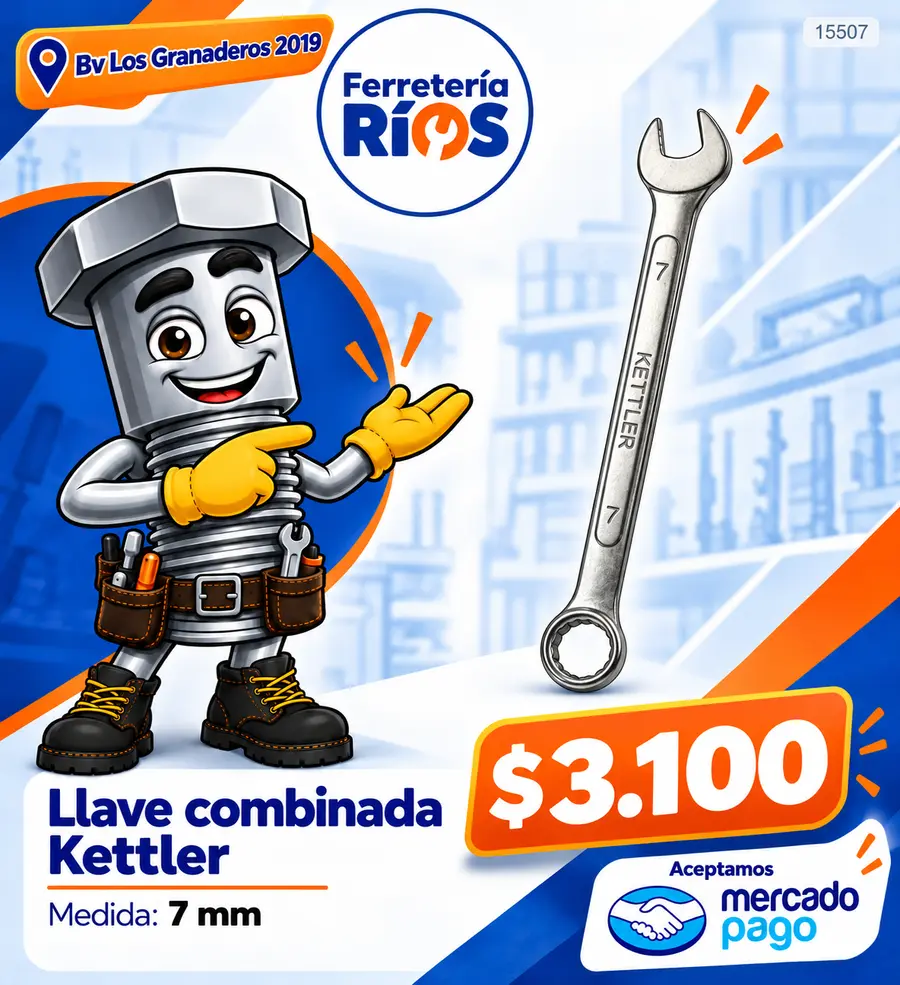 Bv Los Granaderos 2019
Ferretería
RÍOS
15507
7
KETTLER
7
$3.100
Llave combinada
Kettler
Medida: 7 mm
Aceptamos
mercado
pago